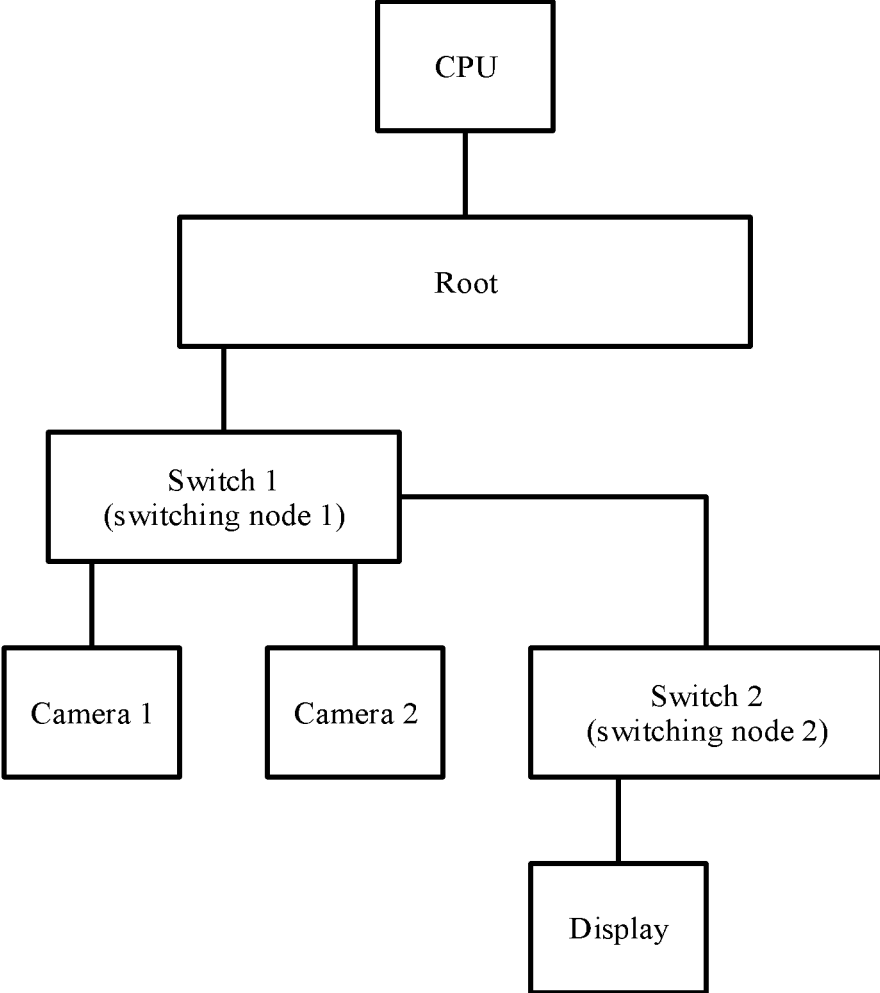 CPU
Root
Switch 1
(switching node 1)
Camera 1
Camera 2
Switch 2
(switching node 2)
Display